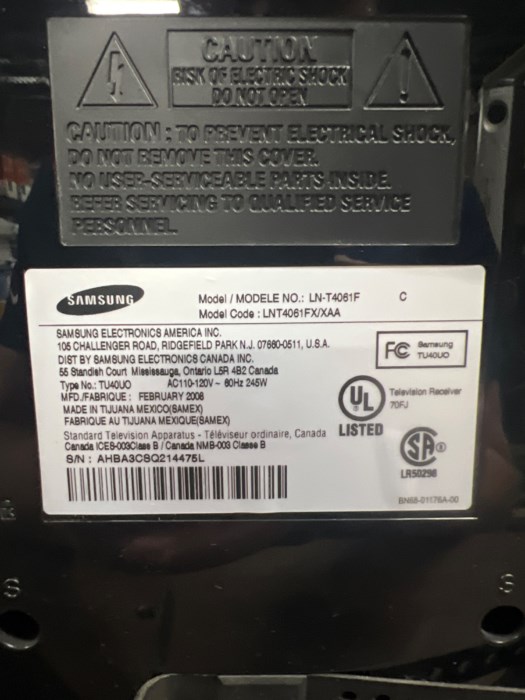 CAUTION
RISK OF ELECTRIC SHOCK
DO NOT OPEN
CAUTION : TO PREVENT ELECTRICAL SHOCK,
DO NOT REMOVE THIS COVER.
NO USER-SERVICEABLE PARTS INSIDE.
REFER SERVICING TO QUALIFIED SERVICE
PERSONNEL.
SAMSUNG
Model / MODELE NO.: LN-T4061F C
Model Code : LNT4061FX/XAA
SAMSUNG ELECTRONICS AMERICA INC.
105 CHALLENGER ROAD, RIDGEFIELD PARK N.J. 07660-0511, U.S.A.
DIST BY SAMSUNG ELECTRONICS CANADA INC.
55 Standish Court Mississauga, Ontario L5R 4B2 Canada
Type No.: TU40UO AC110-120V~ 60Hz 245W
MFD./FABRIQUE : FEBRUARY 2008
MADE IN TIJUANA MEXICO(SAMEX)
FABRIQUE AU TIJUANA MEXIQUE(SAMEX)
Standard Television Apparatus - Téléviseur ordinaire, Canada
Canada ICES-003Class B / Canada NMB-003 Classe B
S/N : AHBA3CSQ214475L
FC Samsung
TU40UO
UL
LISTED
Television Receiver
70FJ
SA
LR50298
BN68-01178A-00
S
S